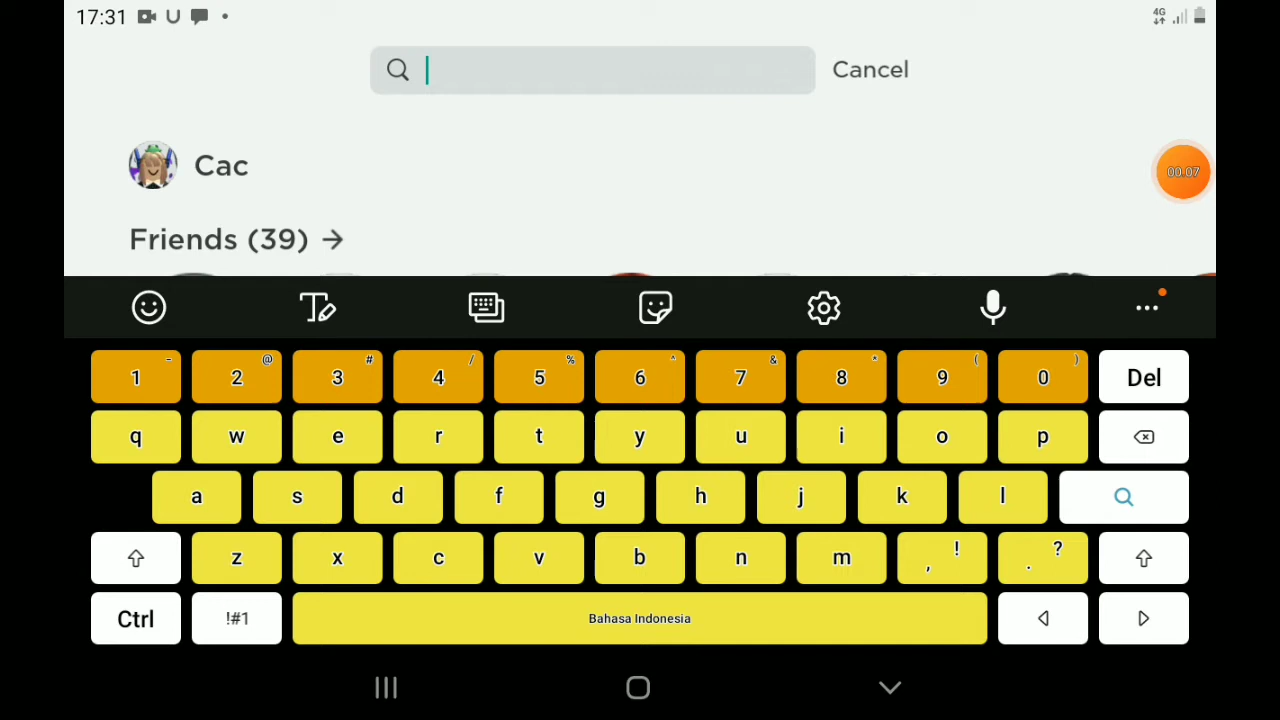 17:31 4G
Cancel
Cac
00:07
Friends (39) →
1 - 2 @ 3 # 4 / 5 % 6 ^ 7 & 8 * 9 ( 0 ) Del
q w e r t y u i o p
a s d f g h j k l
z x c v b n m , ! . ?
Ctrl !#1 Bahasa Indonesia